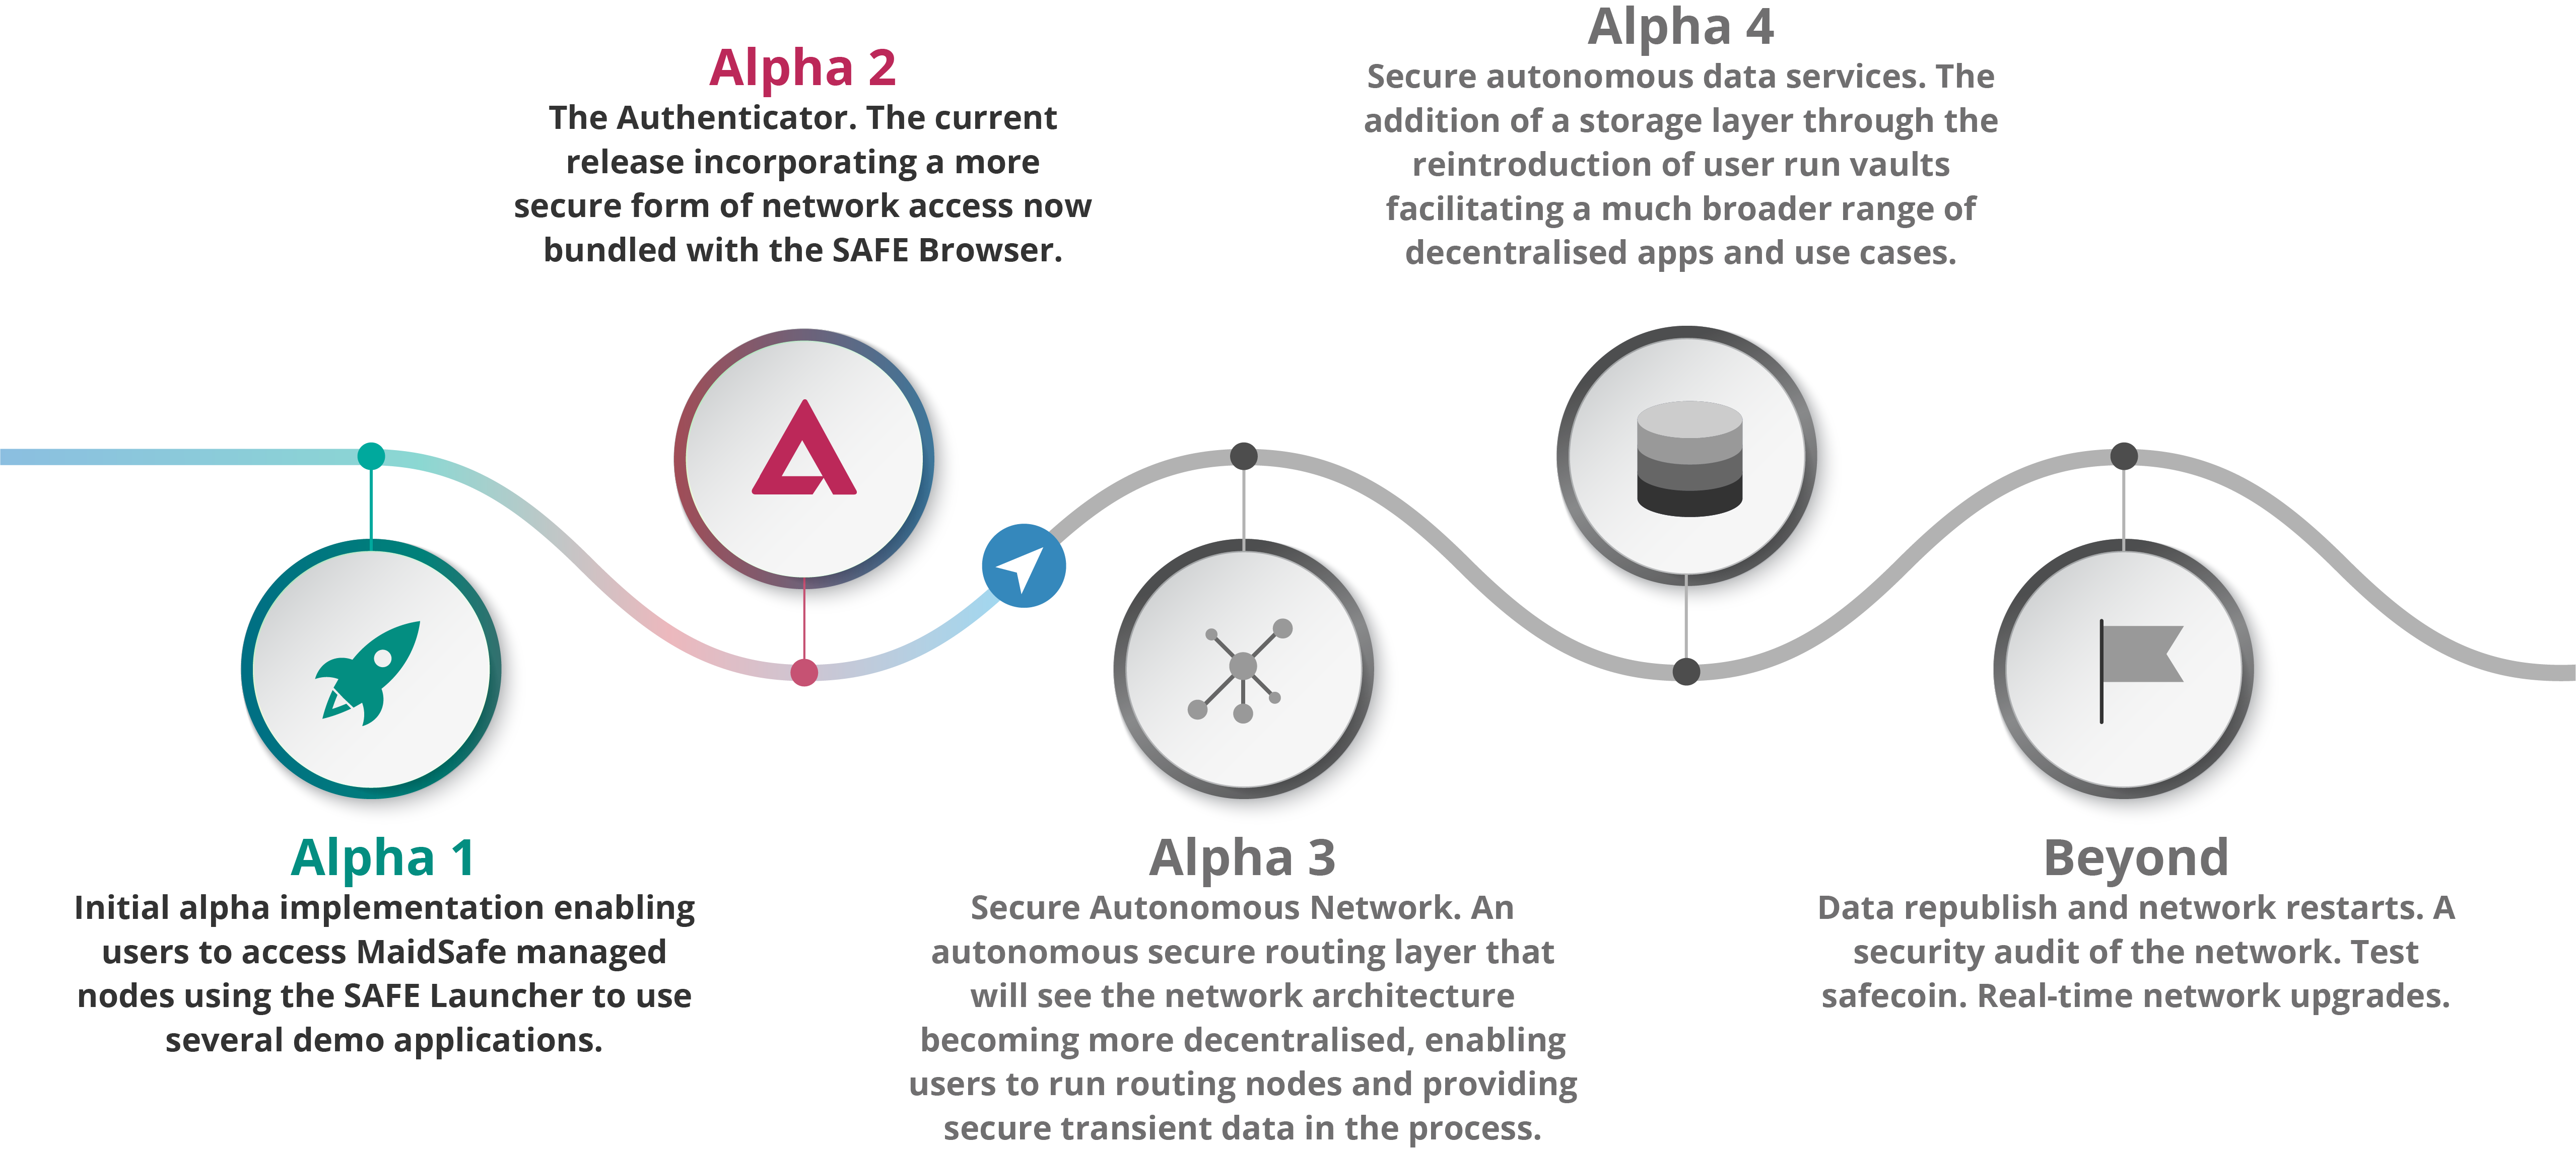 Alpha 1
Initial alpha implementation enabling
users to access MaidSafe managed
nodes using the SAFE Launcher to use
several demo applications.
Alpha 2
The Authenticator. The current
release incorporating a more
secure form of network access now
bundled with the SAFE Browser.
Alpha 3
Secure Autonomous Network. An
autonomous secure routing layer that
will see the network architecture
becoming more decentralised, enabling
users to run routing nodes and providing
secure transient data in the process.
Alpha 4
Secure autonomous data services. The
addition of a storage layer through the
reintroduction of user run vaults
facilitating a much broader range of
decentralised apps and use cases.
Beyond
Data republish and network restarts. A
security audit of the network. Test
safecoin. Real-time network upgrades.